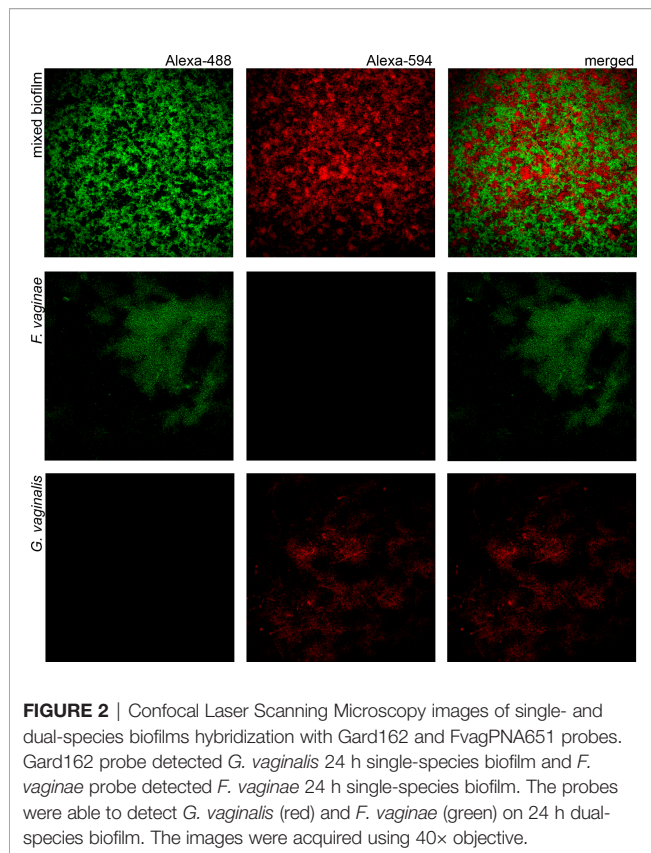 Alexa-488 Alexa-594 merged
mixed biofilm
F. vaginae
G. vaginalis
FIGURE 2 | Confocal Laser Scanning Microscopy images of single- and
dual-species biofilms hybridization with Gard162 and FvagPNA651 probes.
Gard162 probe detected G. vaginalis 24 h single-species biofilm and F.
vaginae probe detected F. vaginae 24 h single-species biofilm. The probes
were able to detect G. vaginalis (red) and F. vaginae (green) on 24 h dual-
species biofilm. The images were acquired using 40× objective.